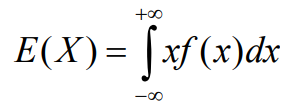 E(X) = ∫_{-∞}^{+∞} xf(x)dx